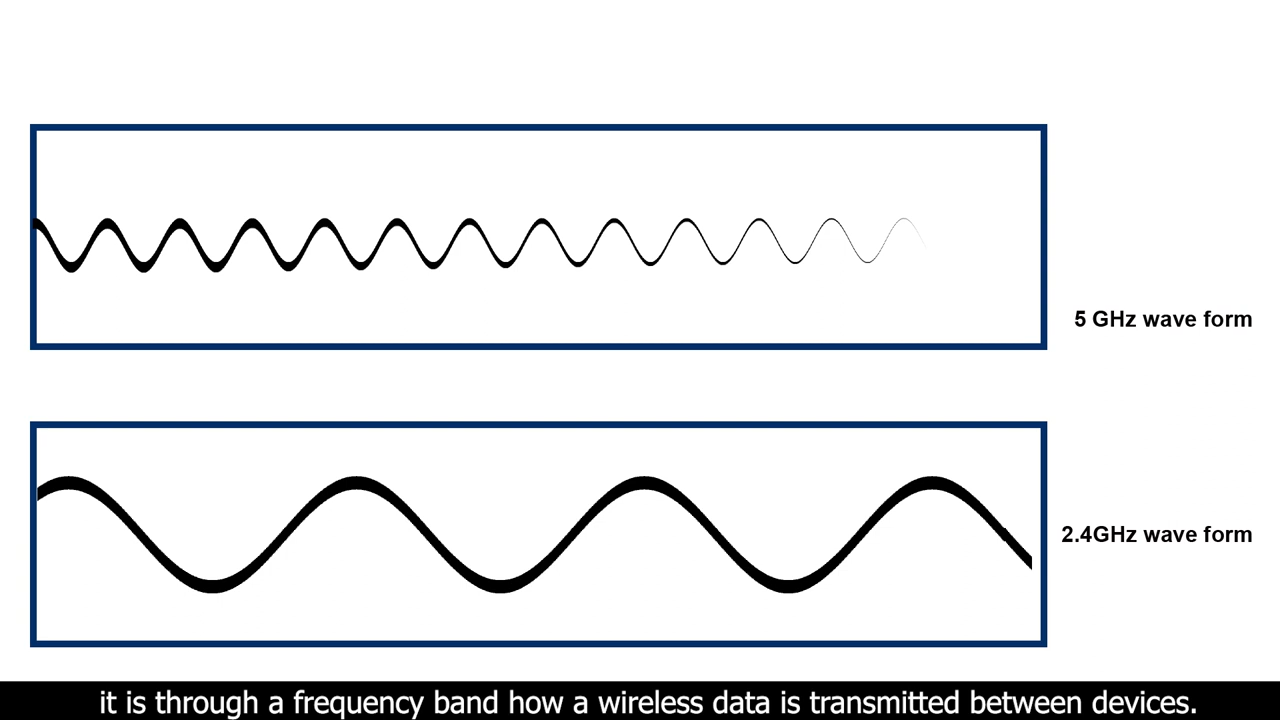 5 GHz wave form
2.4GHz wave form
it is through a frequency band how a wireless data is transmitted between devices.